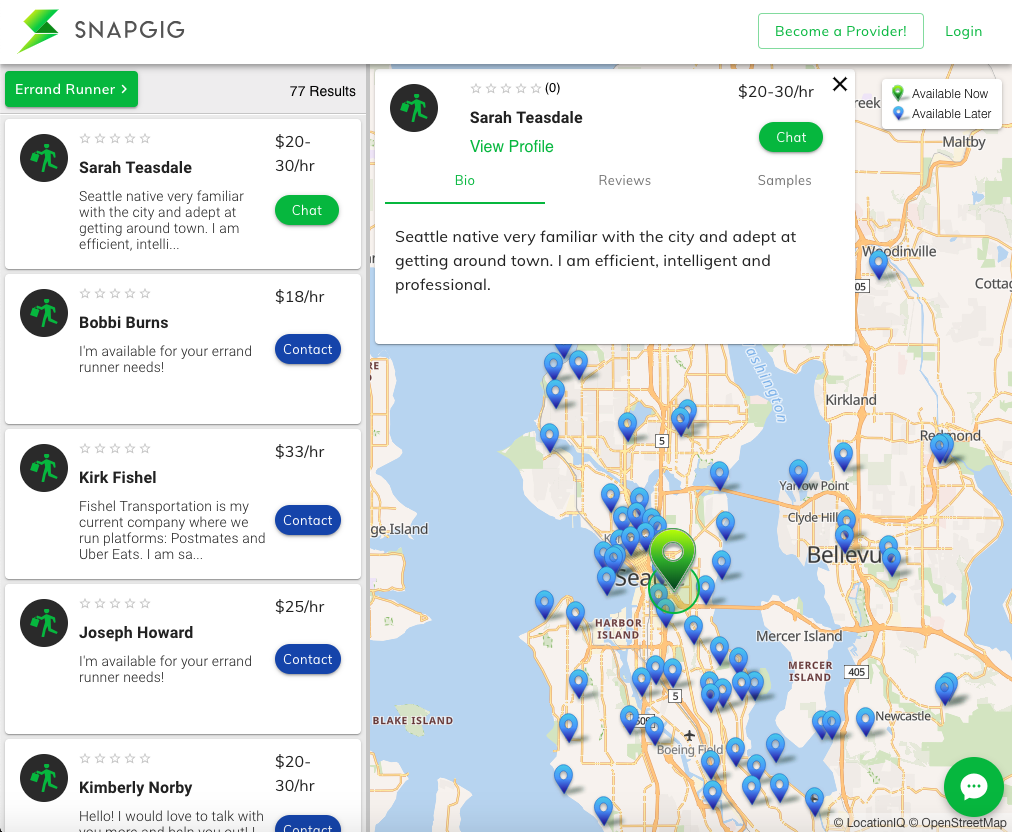 SNAPGIG
Become a Provider!
Login
Errand Runner >
77 Results
Sarah Teasdale
$20-
30/hr
Seattle native very familiar
with the city and adept at
getting around town. I am
efficient, intelli...
Chat
Bobbi Burns
$18/hr
I'm available for your errand
runner needs!
Contact
Kirk Fishel
$33/hr
Fishel Transportation is my
current company where we
run platforms: Postmates and
Uber Eats. I am sa...
Contact
Joseph Howard
$25/hr
I'm available for your errand
runner needs!
Contact
Kimberly Norby
$20-
30/hr
Hello! I would love to talk with
you more and help you out! I
Contact
(0)
$20-30/hr
Sarah Teasdale
View Profile
Chat
Bio
Reviews
Samples
Seattle native very familiar with the city and adept at
getting around town. I am efficient, intelligent and
professional.
Available Now
Available Later
reek
Maltby
Woodinville
05
Cottag
ashington
Kirkland
Redmond
5
Yarrow Point
Clyde Hill
ge Island
Bellevu
Sea
HARBOR
ISLAND
Mercer Island
MERCER
ISLAND
405
5
BLAKE ISLAND
509
Newcastle
Boeing Field
© LocationIQ © OpenStreetMap